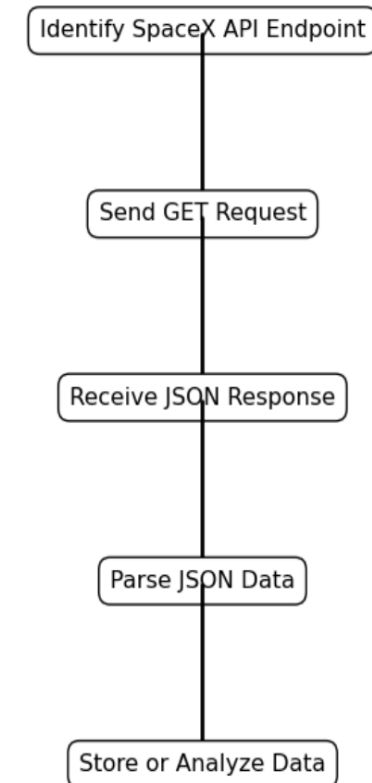 Identify SpaceX API Endpoint
Send GET Request
Receive JSON Response
Parse JSON Data
Store or Analyze Data